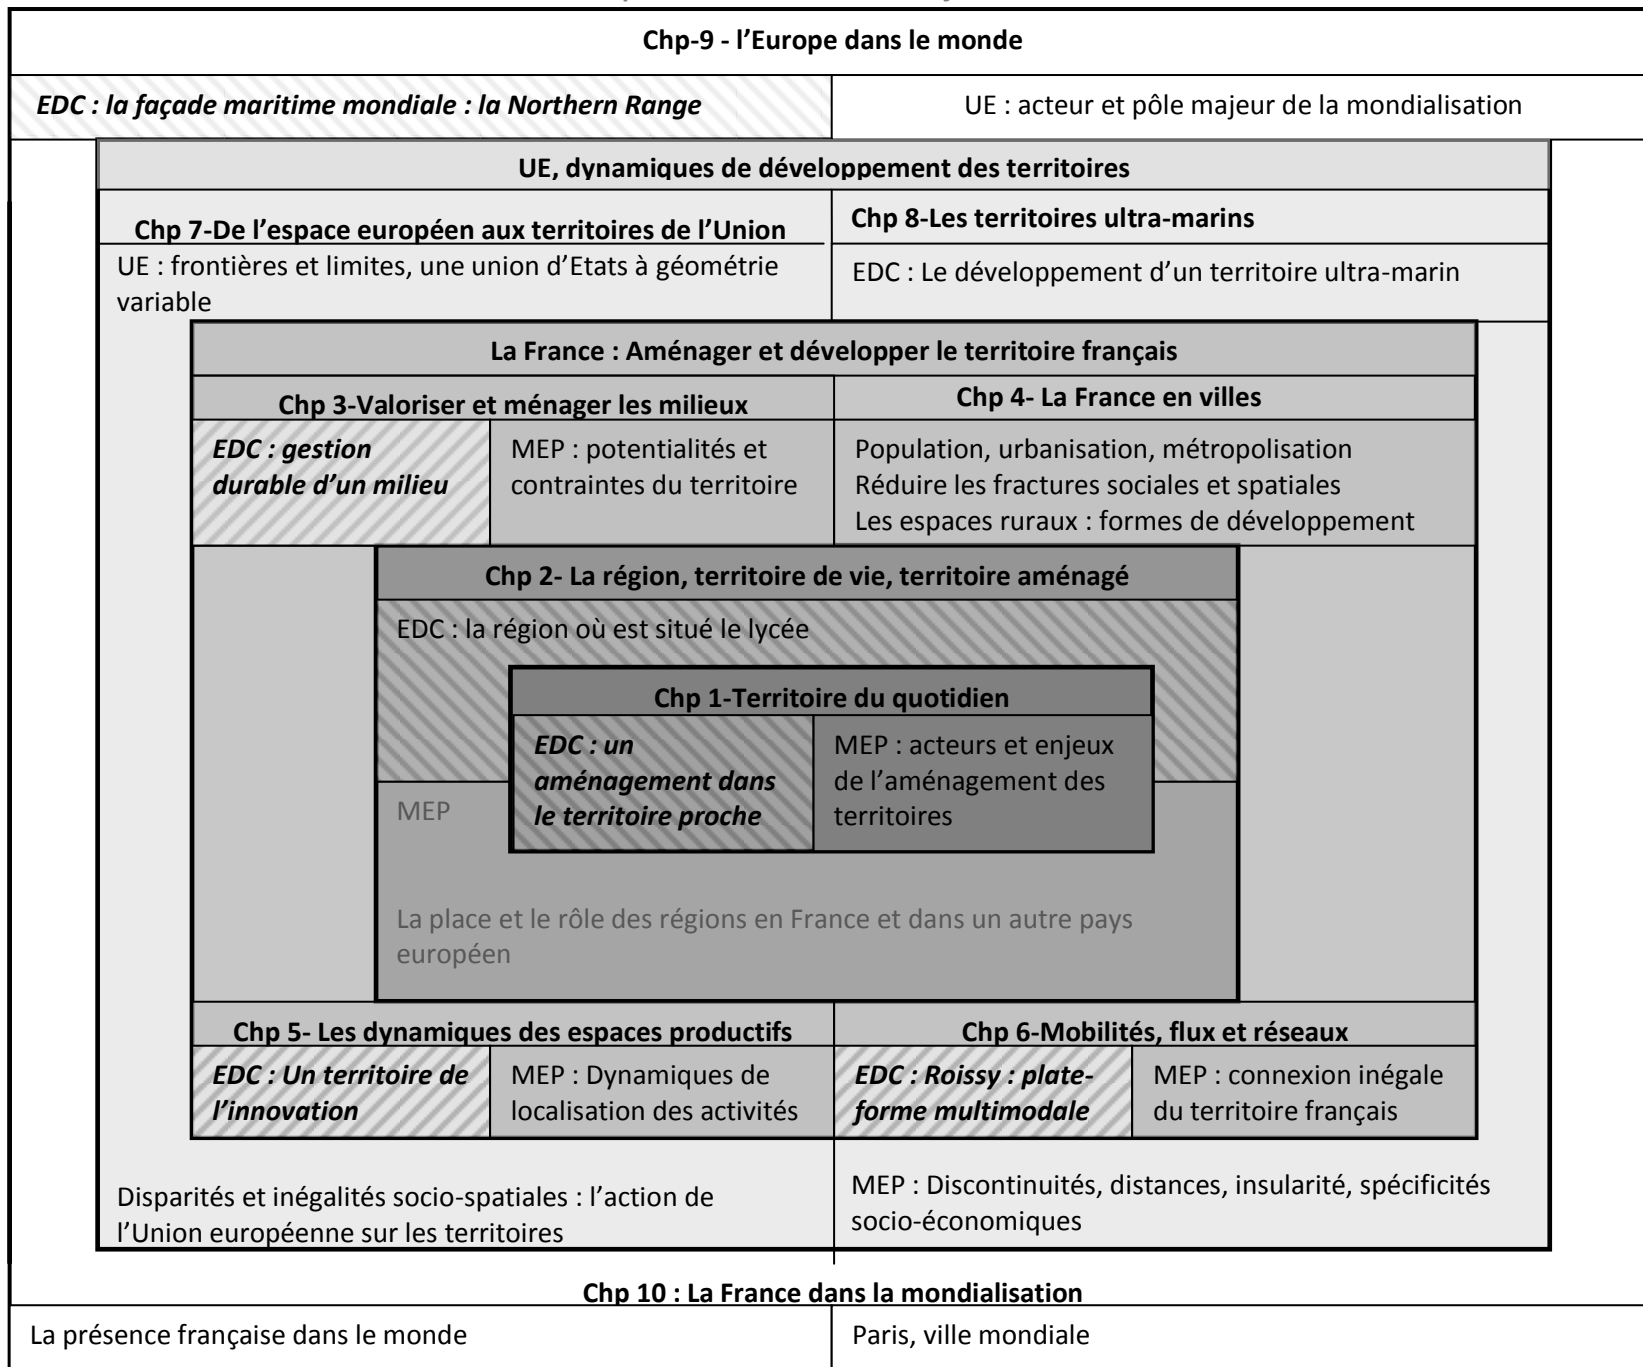 Chp-9 - l'Europe dans le monde
EDC : la façade maritime mondiale : la Northern Range
UE : acteur et pôle majeur de la mondialisation
UE, dynamiques de développement des territoires
Chp 7-De l'espace européen aux territoires de l'Union
Chp 8-Les territoires ultra-marins
UE : frontières et limites, une union d'Etats à géométrie
variable
EDC : Le développement d'un territoire ultra-marin
La France : Aménager et développer le territoire français
Chp 3-Valoriser et ménager les milieux
Chp 4- La France en villes
EDC : gestion
durable d'un milieu
MEP : potentialités et
contraintes du territoire
Population, urbanisation, métropolisation
Réduire les fractures sociales et spatiales
Les espaces ruraux : formes de développement
Chp 2- La région, territoire de vie, territoire aménagé
EDC : la région où est situé le lycée
Chp 1-Territoire du quotidien
EDC : un
aménagement dans
le territoire proche
MEP : acteurs et enjeux
de l'aménagement des
territoires
MEP
La place et le rôle des régions en France et dans un autre pays
européen
Chp 5- Les dynamiques des espaces productifs
Chp 6-Mobilités, flux et réseaux
EDC : Un territoire de
l'innovation
MEP : Dynamiques de
localisation des activités
EDC : Roissy : plate-
forme multimodale
MEP : connexion inégale
du territoire français
Disparités et inégalités socio-spatiales : l'action de
l'Union européenne sur les territoires
MEP : Discontinuités, distances, insularité, spécificités
socio-économiques
Chp 10 : La France dans la mondialisation
La présence française dans le monde
Paris, ville mondiale